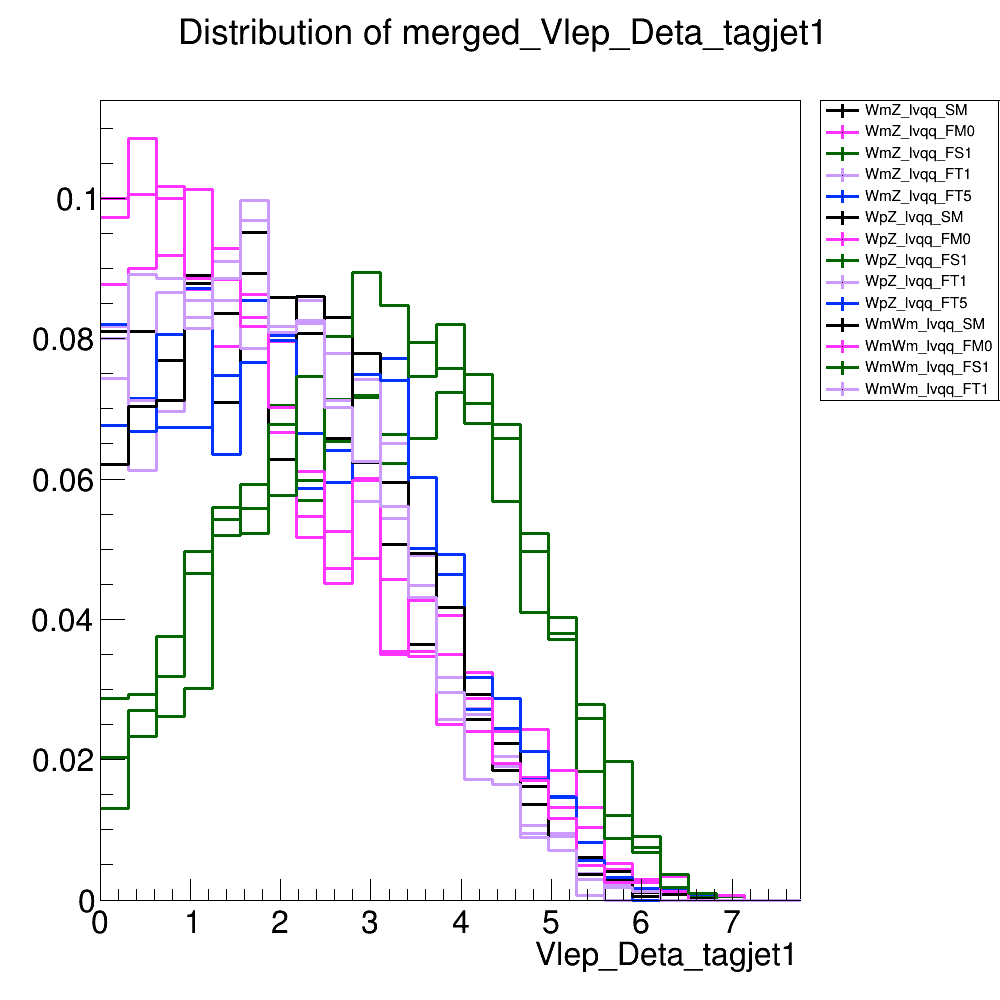 Distribution of merged_Vlep_Deta_tagjet1
0.1
0.08
0.06
0.04
0.02
0
0 1 2 3 4 5 6 7
Vlep_Deta_tagjet1
WmZ_lvqq_SM
WmZ_lvqq_FM0
WmZ_lvqq_FS1
WmZ_lvqq_FT1
WmZ_lvqq_FT5
WpZ_lvqq_SM
WpZ_lvqq_FM0
WpZ_lvqq_FS1
WpZ_lvqq_FT1
WpZ_lvqq_FT5
WmWm_lvqq_SM
WmWm_lvqq_FM0
WmWm_lvqq_FS1
WmWm_lvqq_FT1